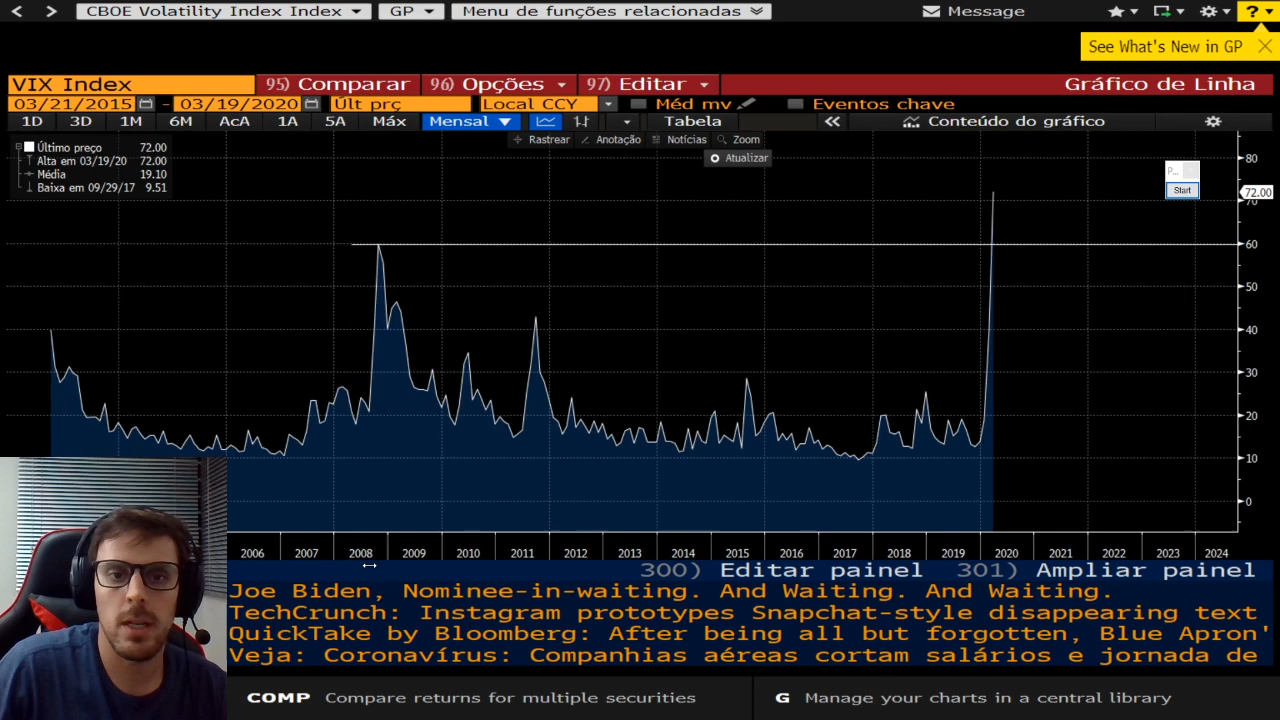 CBOE Volatility Index Index GP Menu de funções relacionadas Message ?
See What's New in GP
VIX Index 95) Comparar 96) Opções 97) Editar Gráfico de Linha
03/21/2015 - 03/19/2020 Últ prç Local CCY Méd mv Eventos chave
1D 3D 1M 6M AcA 1A 5A Máx Mensal Tabela Conteúdo do gráfico
Rastrear Anotação Notícias Zoom
Atualizar
Último preço 72.00
Alta em 03/19/20 72.00
Média 19.10
Baixa em 09/29/17 9.51
P...
Start
80
72.00
70
60
50
40
30
20
10
0
2006 2007 2008 2009 2010 2011 2012 2013 2014 2015 2016 2017 2018 2019 2020 2021 2022 2023 2024
300) Editar painel 301) Ampliar painel
Joe Biden, Nominee-in-waiting. And Waiting. And Waiting.
TechCrunch: Instagram prototypes Snapchat-style disappearing text
QuickTake by Bloomberg: After being all but forgotten, Blue Apron'
Veja: Coronavírus: Companhias aéreas cortam salários e jornada de
COMP Compare returns for multiple securities G Manage your charts in a central library